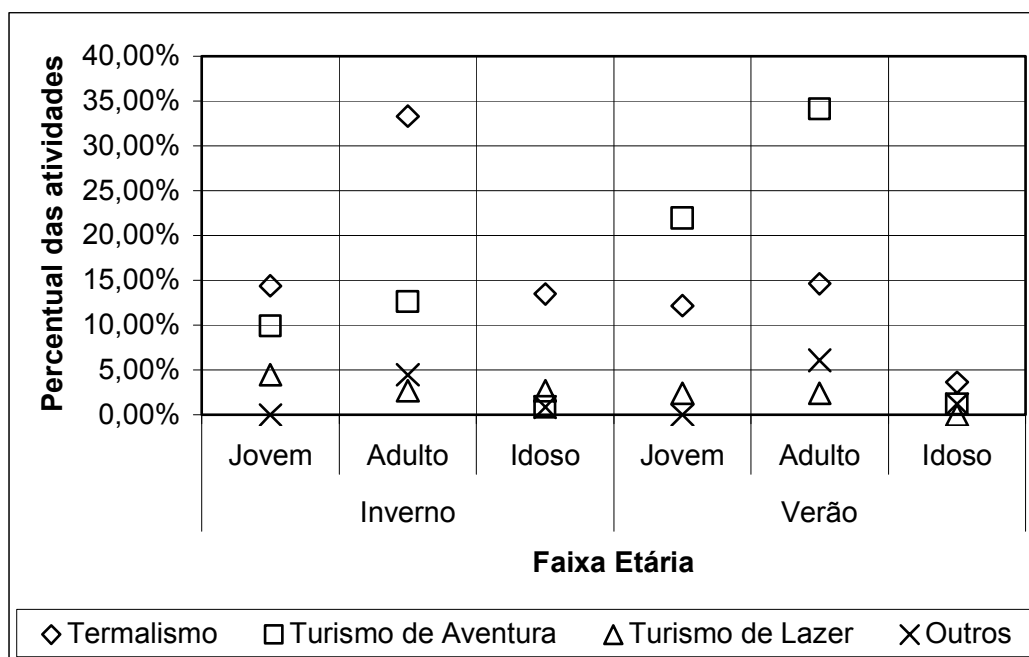 Percentual das atividades
40,00%
35,00%
30,00%
25,00%
20,00%
15,00%
10,00%
5,00%
0,00%
Jovem Adulto Idoso Jovem Adulto Idoso
Inverno Verão
Faixa Etária
Termalismo Turismo de Aventura Turismo de Lazer Outros